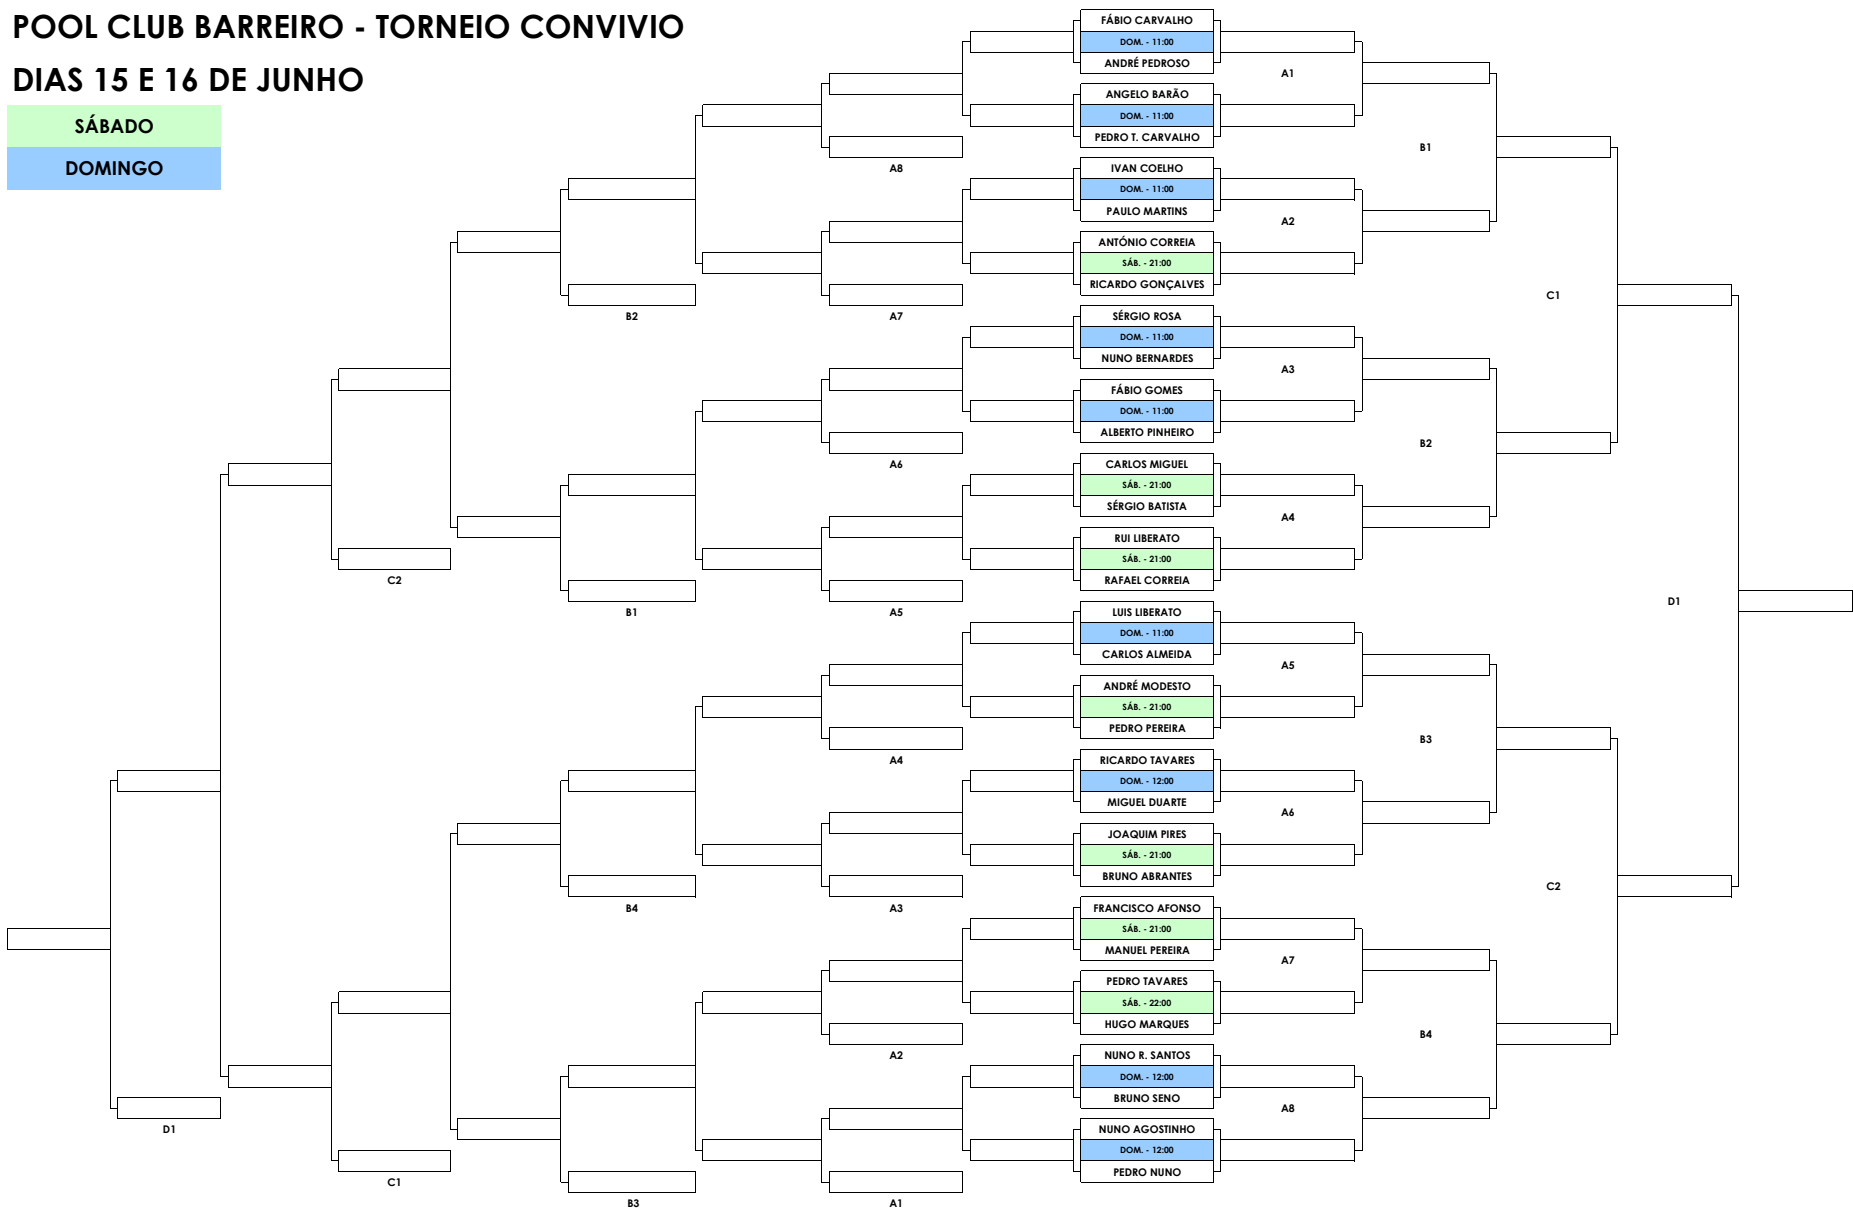 POOL CLUB BARREIRO - TORNEIO CONVIVIO
DIAS 15 E 16 DE JUNHO
SÁBADO
DOMINGO
FÁBIO CARVALHO
DOM. - 11:00
ANDRÉ PEDROSO
A1
ANGELO BARÃO
DOM. - 11:00
PEDRO T. CARVALHO
B1
A8
IVAN COELHO
DOM. - 11:00
PAULO MARTINS
A2
ANTÓNIO CORREIA
SÁB. - 21:00
RICARDO GONÇALVES
C1
B2
A7
SÉRGIO ROSA
DOM. - 11:00
NUNO BERNARDES
A3
FÁBIO GOMES
DOM. - 11:00
ALBERTO PINHEIRO
B2
A6
CARLOS MIGUEL
SÁB. - 21:00
SÉRGIO BATISTA
A4
RUI LIBERATO
SÁB. - 21:00
RAFAEL CORREIA
C2
B1
A5
D1
LUIS LIBERATO
DOM. - 11:00
CARLOS ALMEIDA
A5
ANDRÉ MODESTO
SÁB. - 21:00
PEDRO PEREIRA
B3
A4
RICARDO TAVARES
DOM. - 12:00
MIGUEL DUARTE
A6
JOAQUIM PIRES
SÁB. - 21:00
BRUNO ABRANTES
C2
B4
A3
FRANCISCO AFONSO
SÁB. - 21:00
MANUEL PEREIRA
A7
PEDRO TAVARES
SÁB. - 22:00
HUGO MARQUES
B4
A2
NUNO R. SANTOS
DOM. - 12:00
BRUNO SENO
A8
D1
NUNO AGOSTINHO
DOM. - 12:00
PEDRO NUNO
C1
B3
A1